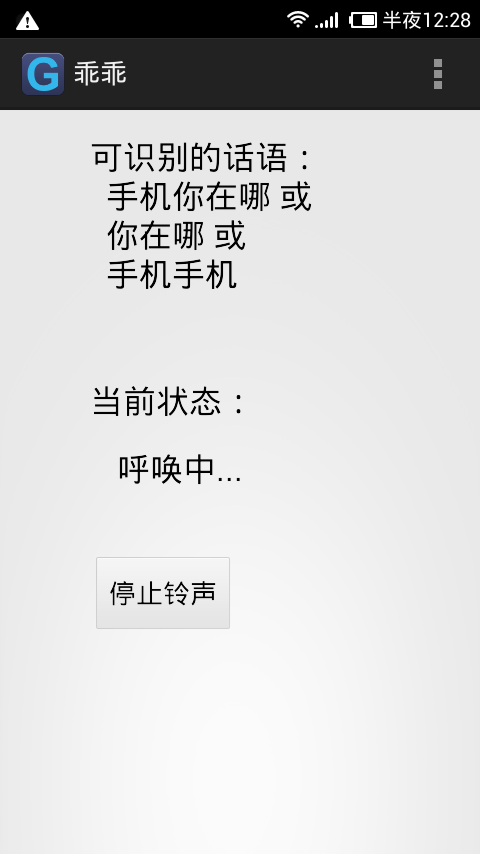 半夜12:28
G 乖乖
可识别的话语：
手机你在哪 或
你在哪 或
手机手机
当前状态：
呼唤中...
停止铃声